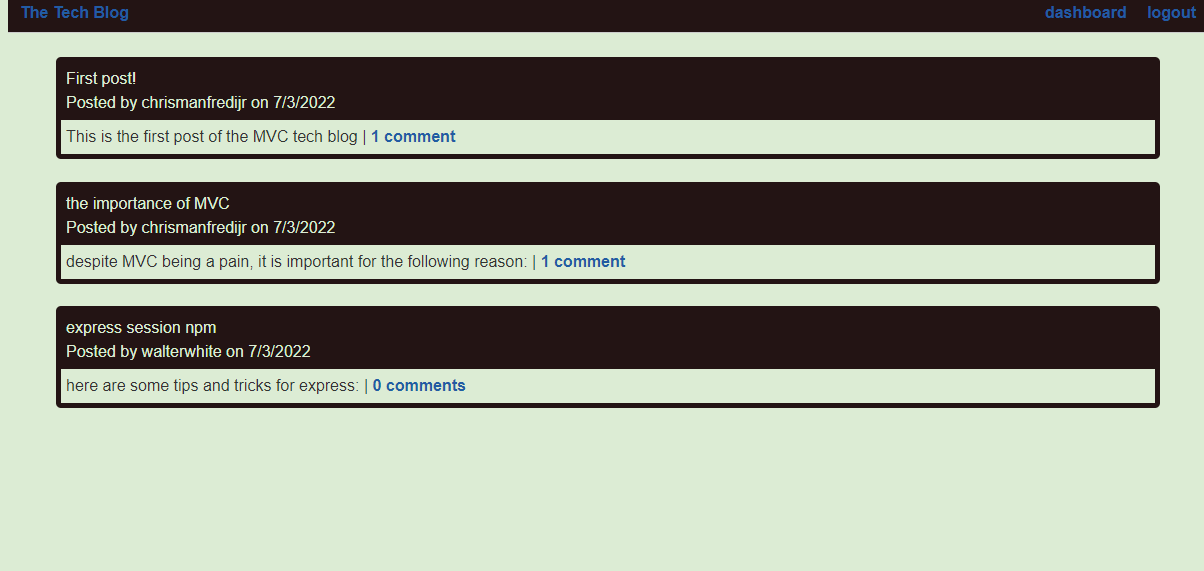 The Tech Blog dashboard logout
First post!
Posted by chrismanfredijr on 7/3/2022
This is the first post of the MVC tech blog | 1 comment
the importance of MVC
Posted by chrismanfredijr on 7/3/2022
despite MVC being a pain, it is important for the following reason: | 1 comment
express session npm
Posted by walterwhite on 7/3/2022
here are some tips and tricks for express: | 0 comments